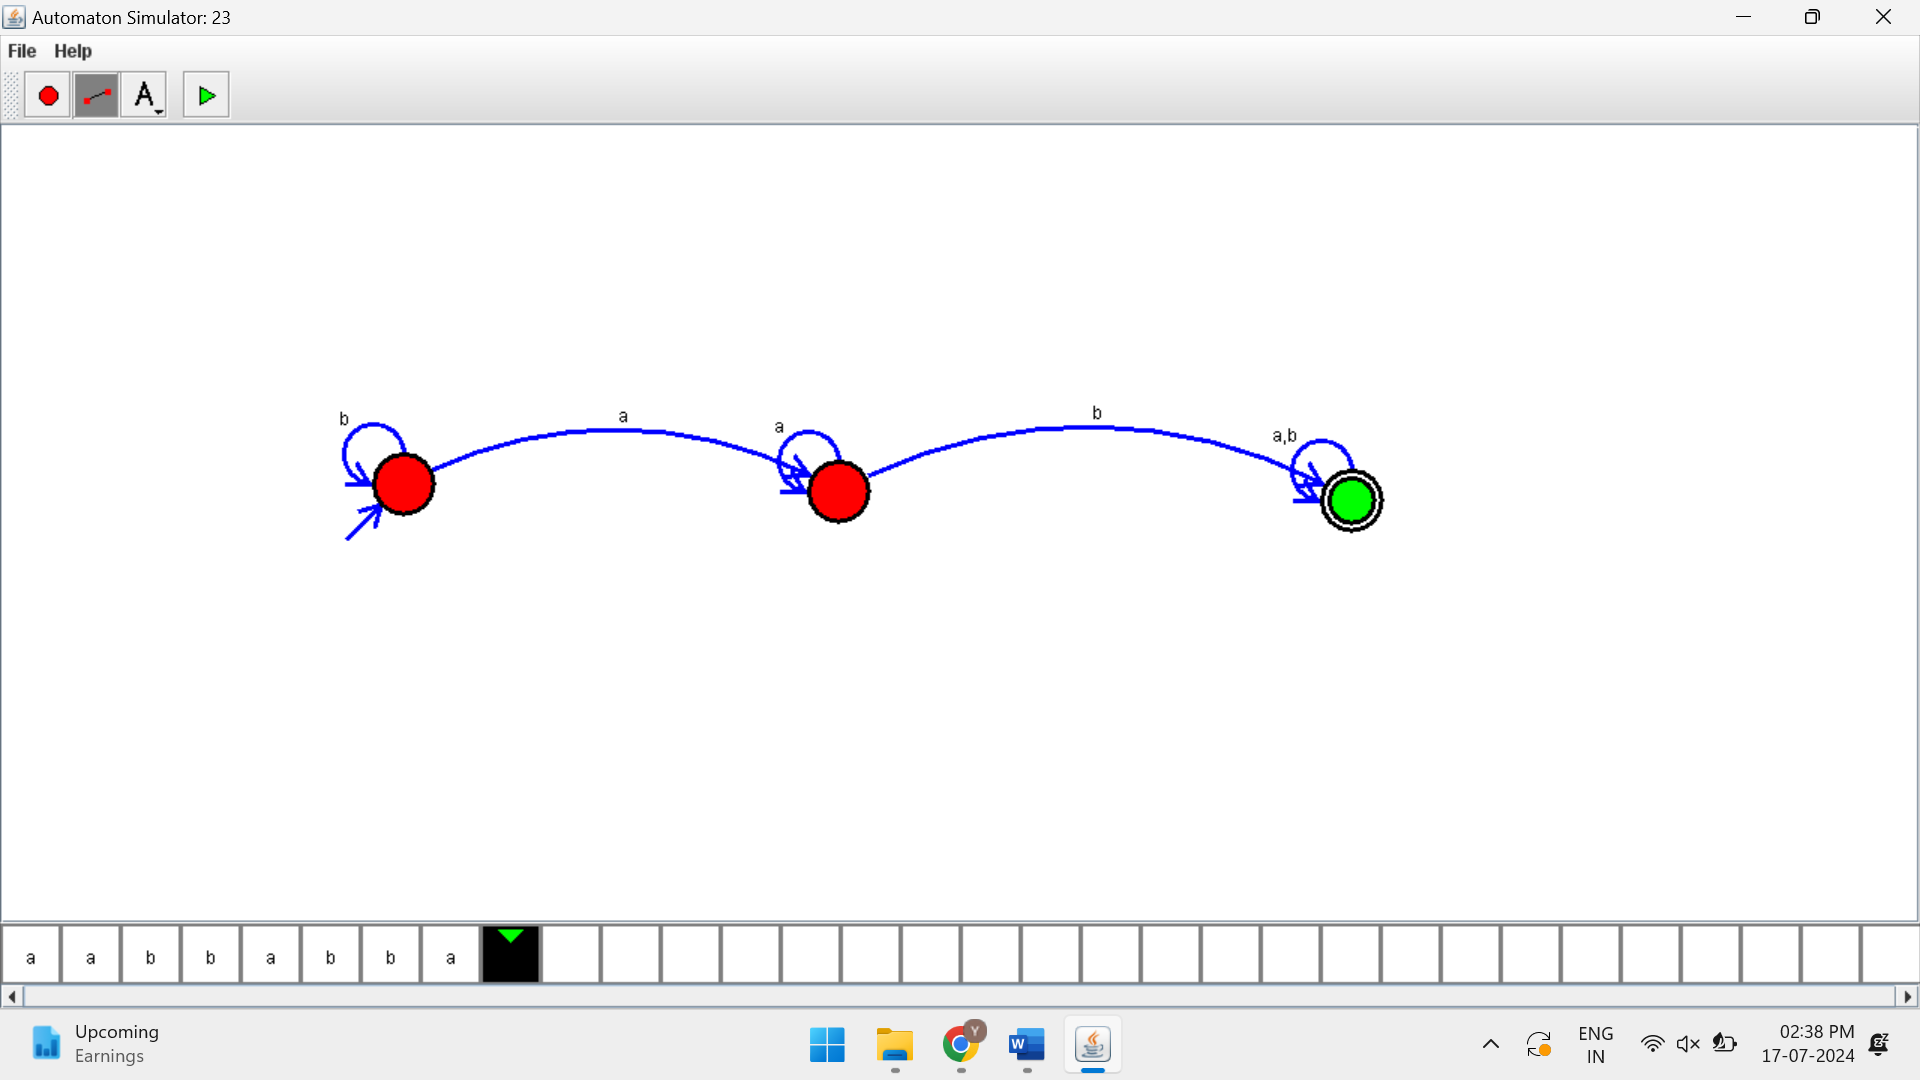 Automaton Simulator: 23
File Help
A
b
a
a
b
a,b
a a b b a b b a
Upcoming
Earnings
Y
W
ENG
IN
02:38 PM
17-07-2024